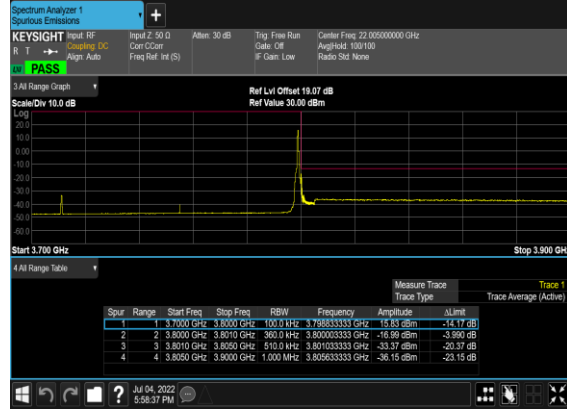 Spectrum Analyzer 1
Spurious Emissions
+
KEYSIGHT Input: RF Input Z: 50 Ω Atten: 30 dB Trig: Free Run Center Freq: 22.005000000 GHz
R T Coupling: DC Corr CCorr Gate: Off Avg|Hold: 100/100
Align: Auto Freq Ref: Int (S) IF Gain: Low Radio Std: None
PASS
3 All Range Graph Ref Lvl Offset 19.07 dB
Scale/Div 10.0 dB Ref Value 30.00 dBm
Log
20.0
10.0
0.00
-10.0
-20.0
-30.0
-40.0
-50.0
-60.0
Start 3.700 GHz Stop 3.900 GHz
4 All Range Table
Measure Trace Trace 1
Trace Type Trace Average (Active)
Spur Range Start Freq Stop Freq RBW Frequency Amplitude ΔLimit
1 1 3.7000 GHz 3.8000 GHz 100.0 kHz 3.798833333 GHz 15.83 dBm -14.17 dB
2 2 3.8000 GHz 3.8010 GHz 360.0 kHz 3.800003333 GHz -16.99 dBm -3.990 dB
3 3 3.8010 GHz 3.8050 GHz 510.0 kHz 3.801033333 GHz -33.37 dBm -20.37 dB
4 4 3.8050 GHz 3.9000 GHz 1.000 MHz 3.805633333 GHz -36.15 dBm -23.15 dB
? Jul 04, 2022
5:58:37 PM